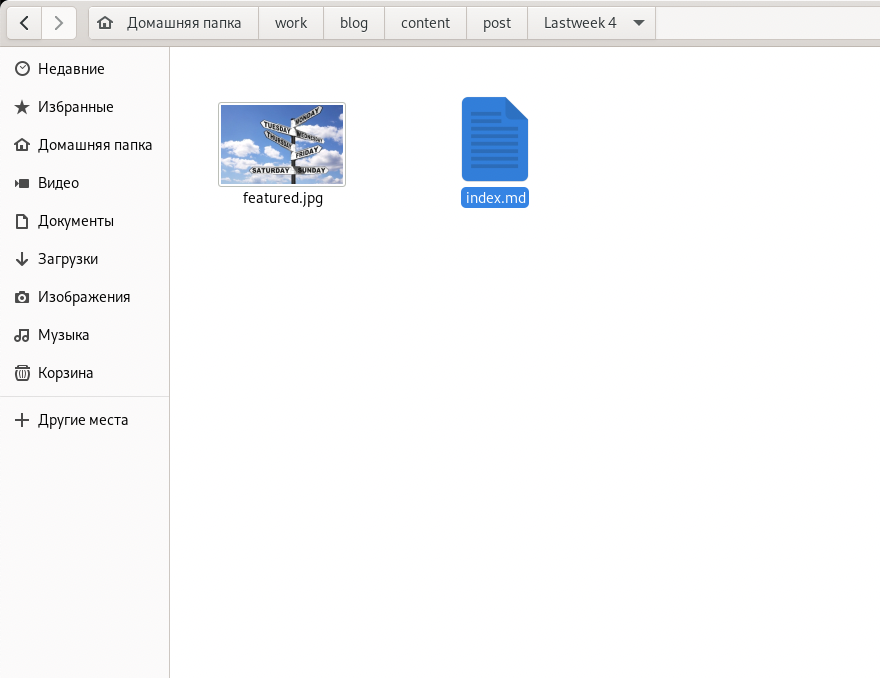 Домашняя папка work blog content post Lastweek 4
Недавние
Избранные
Домашняя папка
Видео
Документы
Загрузки
Изображения
Музыка
Корзина
Другие места
MONDAY
TUESDAY
WEDNESDAY
THURSDAY
FRIDAY
SATURDAY SUNDAY
featured.jpg
index.md